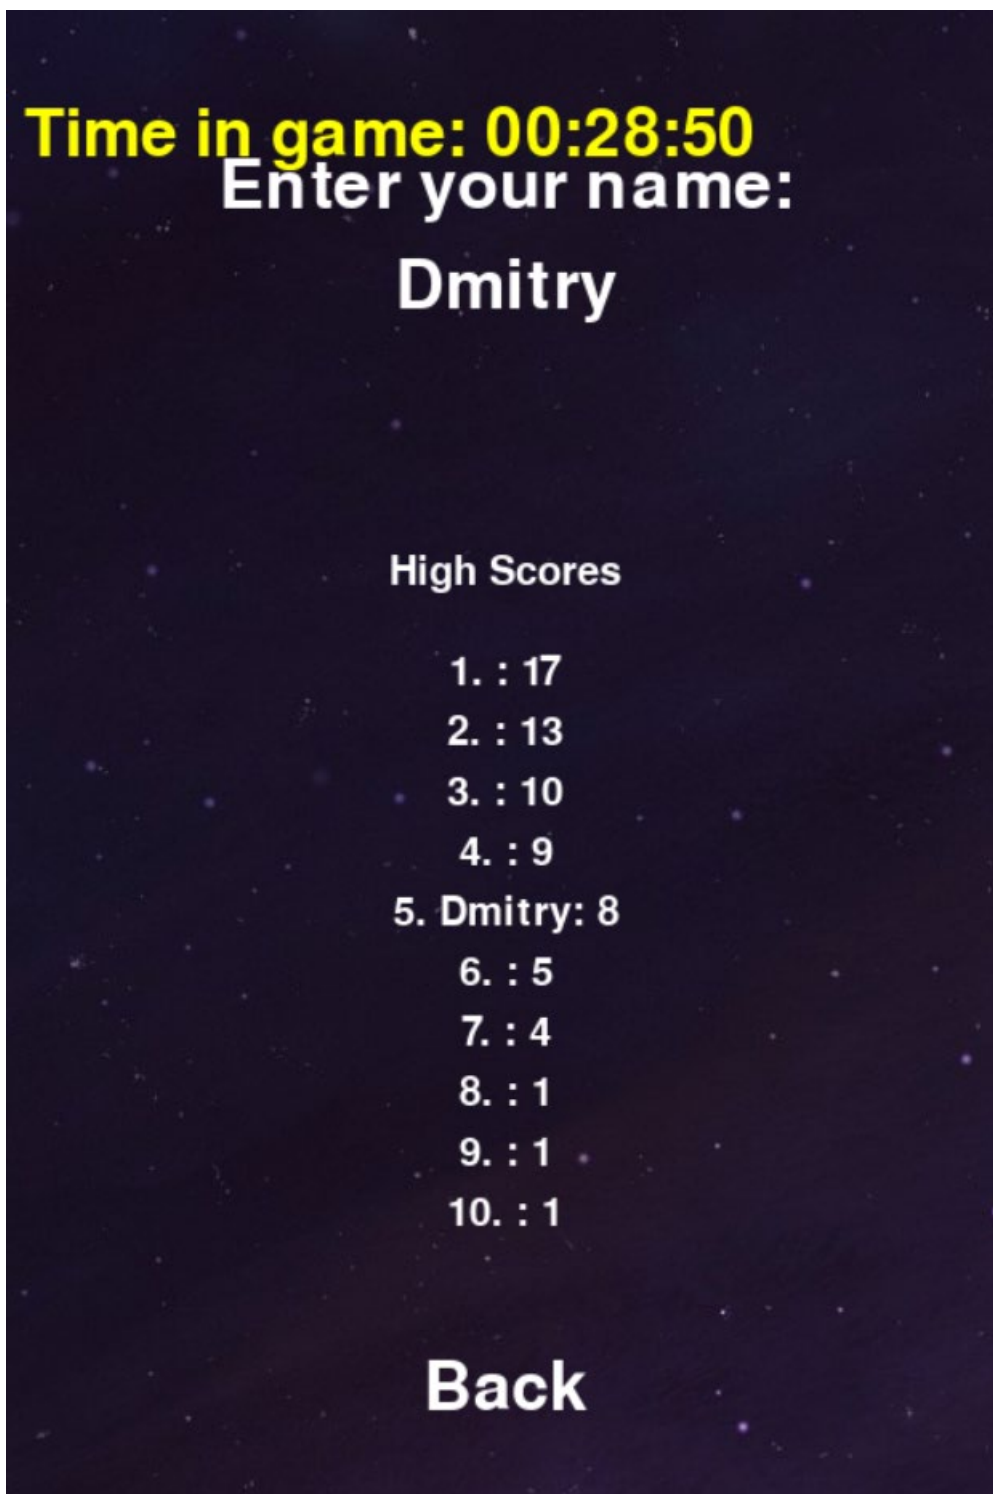 Time in game: 00:28:50
Enter your name:
Dmitry
High Scores
1. : 17
2. : 13
3. : 10
4. : 9
5. Dmitry: 8
6. : 5
7. : 4
8. : 1
9. : 1
10. : 1
Back